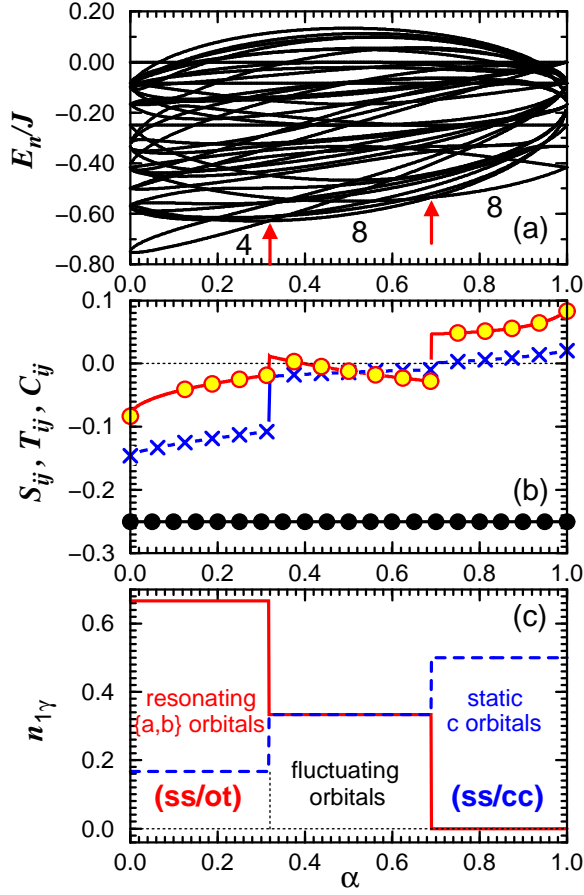 0.20
0.00
−0.20
−0.40
−0.60
−0.80
E_n/J
4
8
8
(a)
0.0 0.2 0.4 0.6 0.8 1.0
0.1
0.0
−0.1
−0.2
−0.3
S_ij , T_ij , C_ij
(b)
0.0 0.2 0.4 0.6 0.8 1.0
0.6
0.4
0.2
0.0
n_1γ
(c)
resonating
{a,b} orbitals
static
c orbitals
fluctuating
orbitals
(ss/ot)
(ss/cc)
0.0 0.2 0.4 0.6 0.8 1.0
α